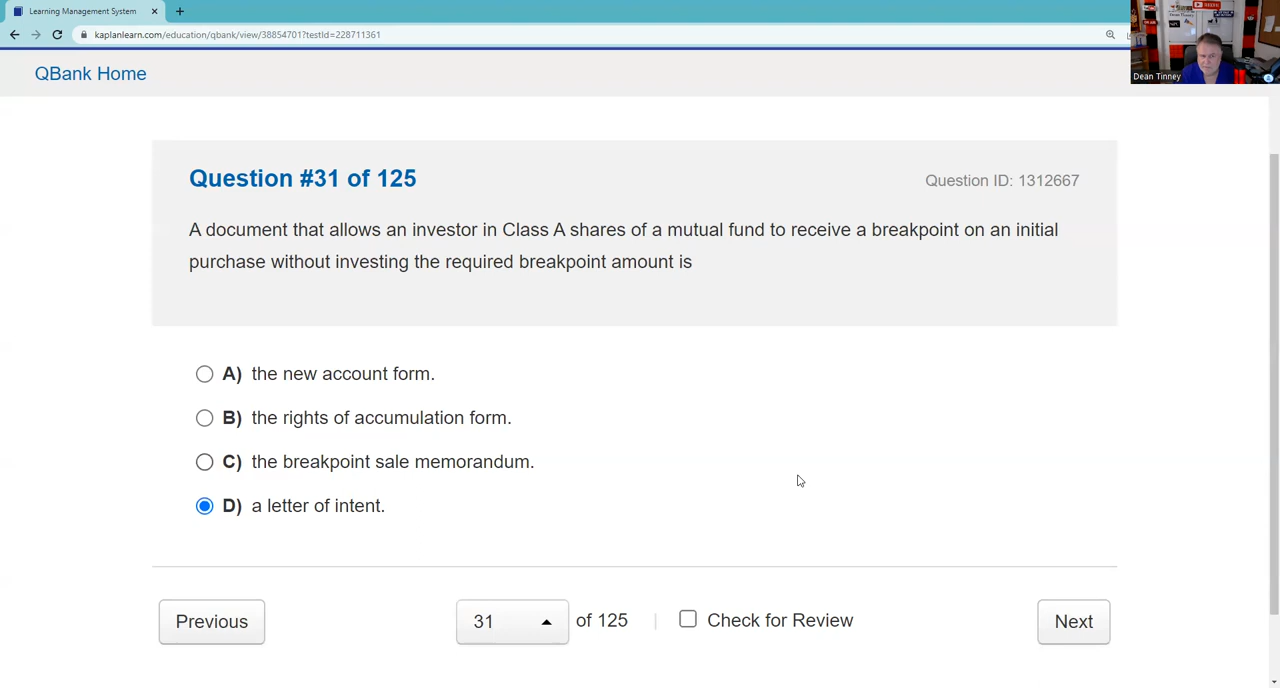 Learning Management System
kaplanlearn.com/education/qbank/view/38854701?testId=228711361
Dean Tinney
QBank Home
Question #31 of 125
Question ID: 1312667
A document that allows an investor in Class A shares of a mutual fund to receive a breakpoint on an initial
purchase without investing the required breakpoint amount is
A) the new account form.
B) the rights of accumulation form.
C) the breakpoint sale memorandum.
D) a letter of intent.
Previous
31
of 125
Check for Review
Next